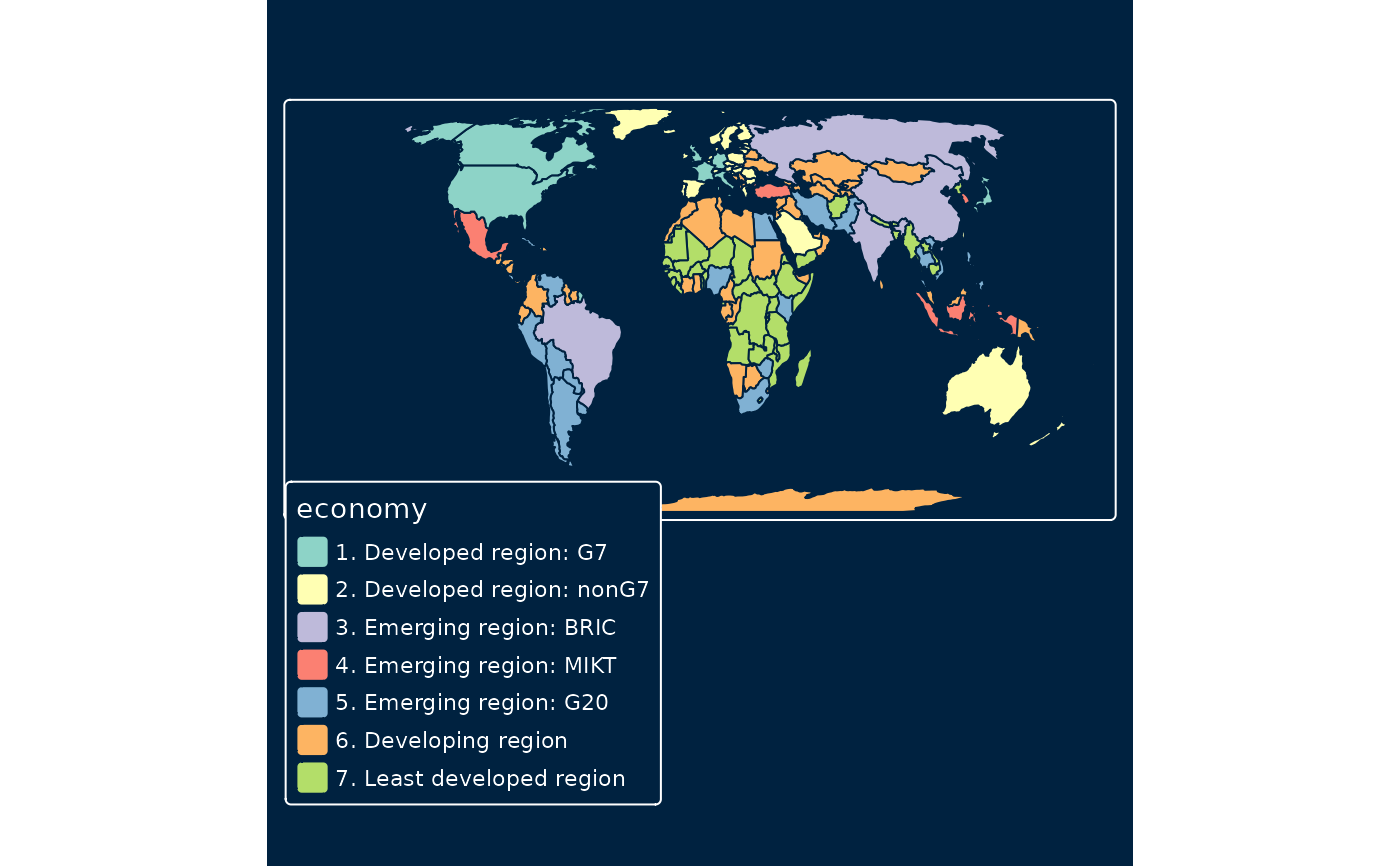 economy
1. Developed region: G7
2. Developed region: nonG7
3. Emerging region: BRIC
4. Emerging region: MIKT
5. Emerging region: G20
6. Developing region
7. Least developed region